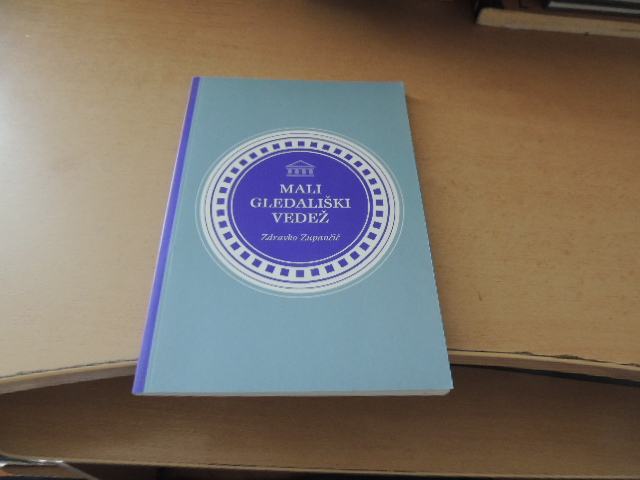 MALI
GLEDALIŠKI
VEDEŽ
Zdravko Zupančič